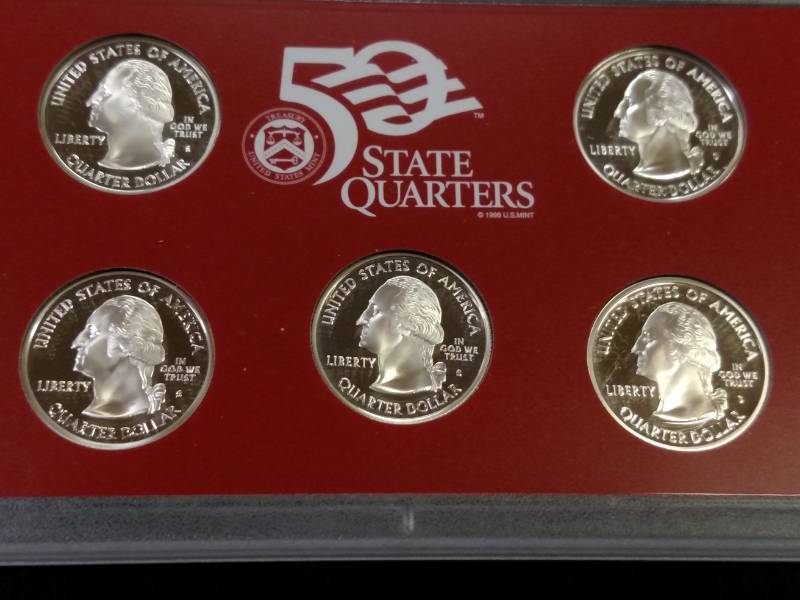 UNITED STATES OF AMERICA
LIBERTY
IN
GOD WE
TRUST
S
QUARTER DOLLAR
50
TM
TREASURY
UNITED STATES MINT
STATE
QUARTERS
© 1998 U.S. MINT
UNITED STATES OF AMERICA
LIBERTY
IN
GOD WE
TRUST
S
QUARTER DOLLAR
UNITED STATES OF AMERICA
LIBERTY
IN
GOD WE
TRUST
S
QUARTER DOLLAR
UNITED STATES OF AMERICA
LIBERTY
IN
GOD WE
TRUST
S
QUARTER DOLLAR
UNITED STATES OF AMERICA
LIBERTY
IN
GOD WE
TRUST
S
QUARTER DOLLAR